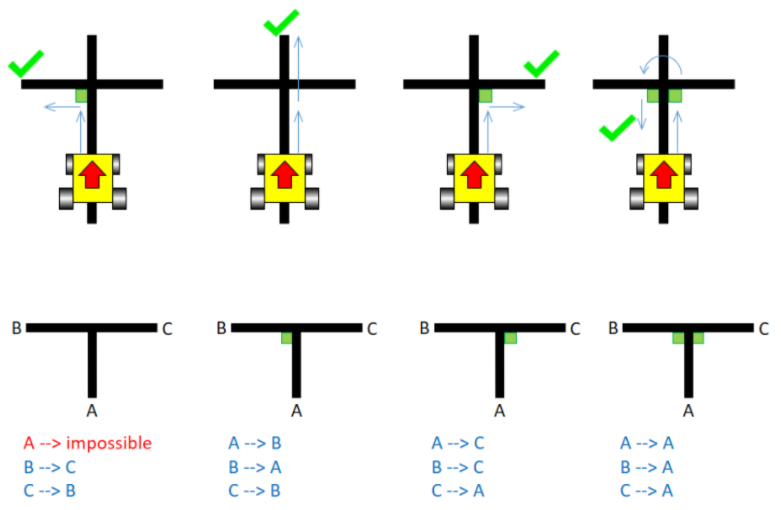 B C B C B C B C
A A A A
A --> impossible A --> B A --> C A --> A
B --> C B --> A B --> C B --> A
C --> B C --> B C --> A C --> A